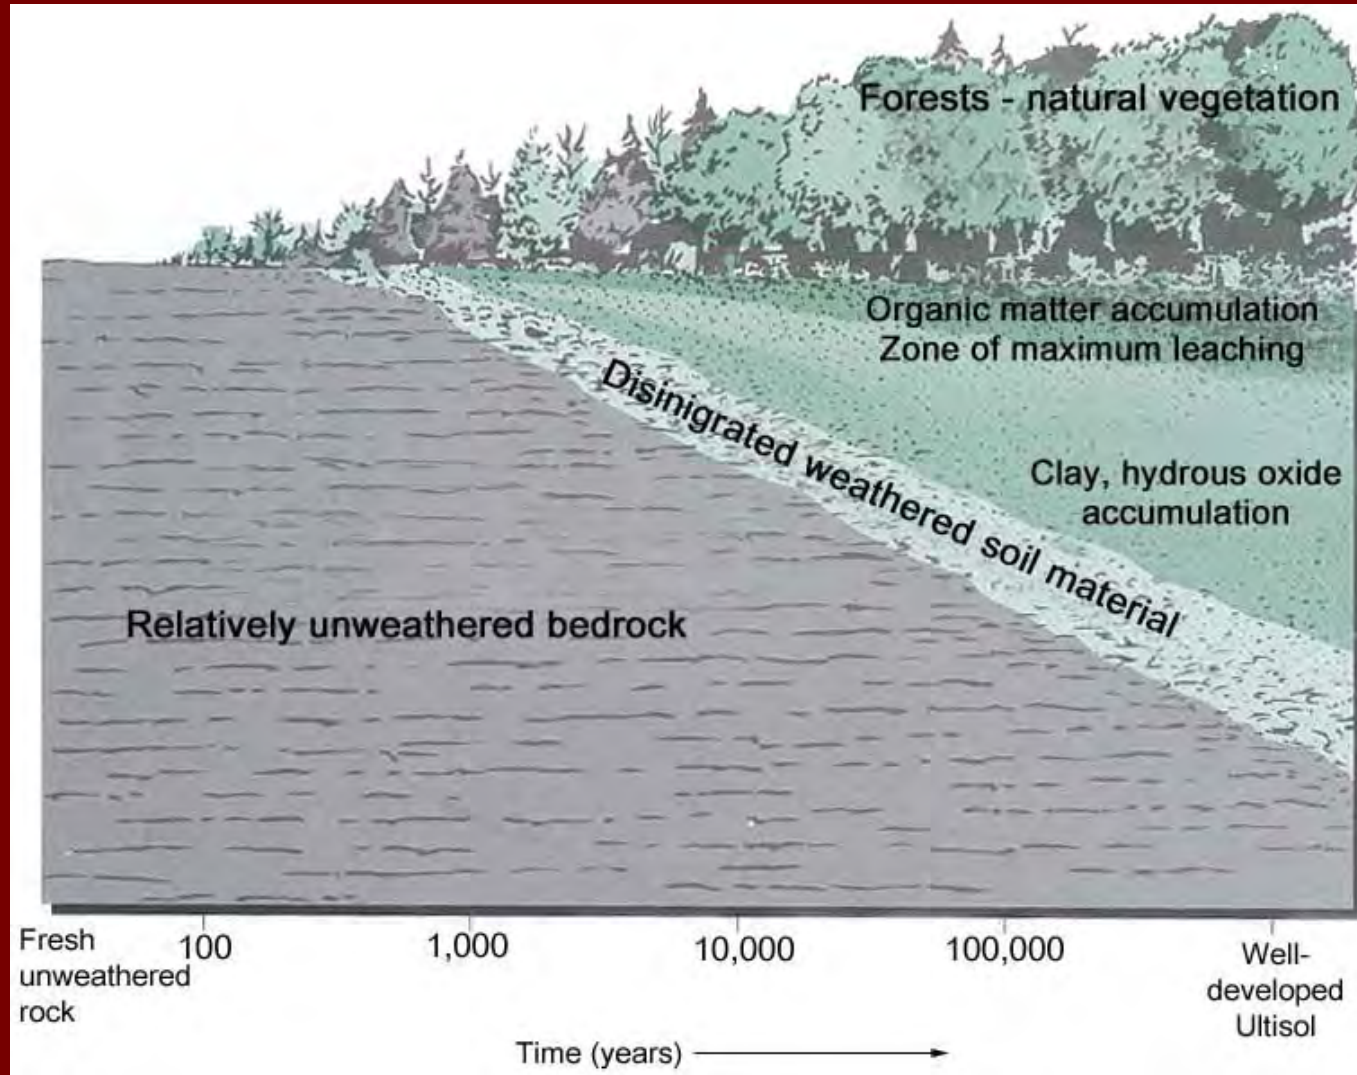 Forests - natural vegetation
Organic matter accumulation
Zone of maximum leaching
Disinigrated weathered soil material
Clay, hydrous oxide
accumulation
Relatively unweathered bedrock
Fresh
unweathered
rock
100
1,000
10,000
100,000
Well-
developed
Ultisol
Time (years)